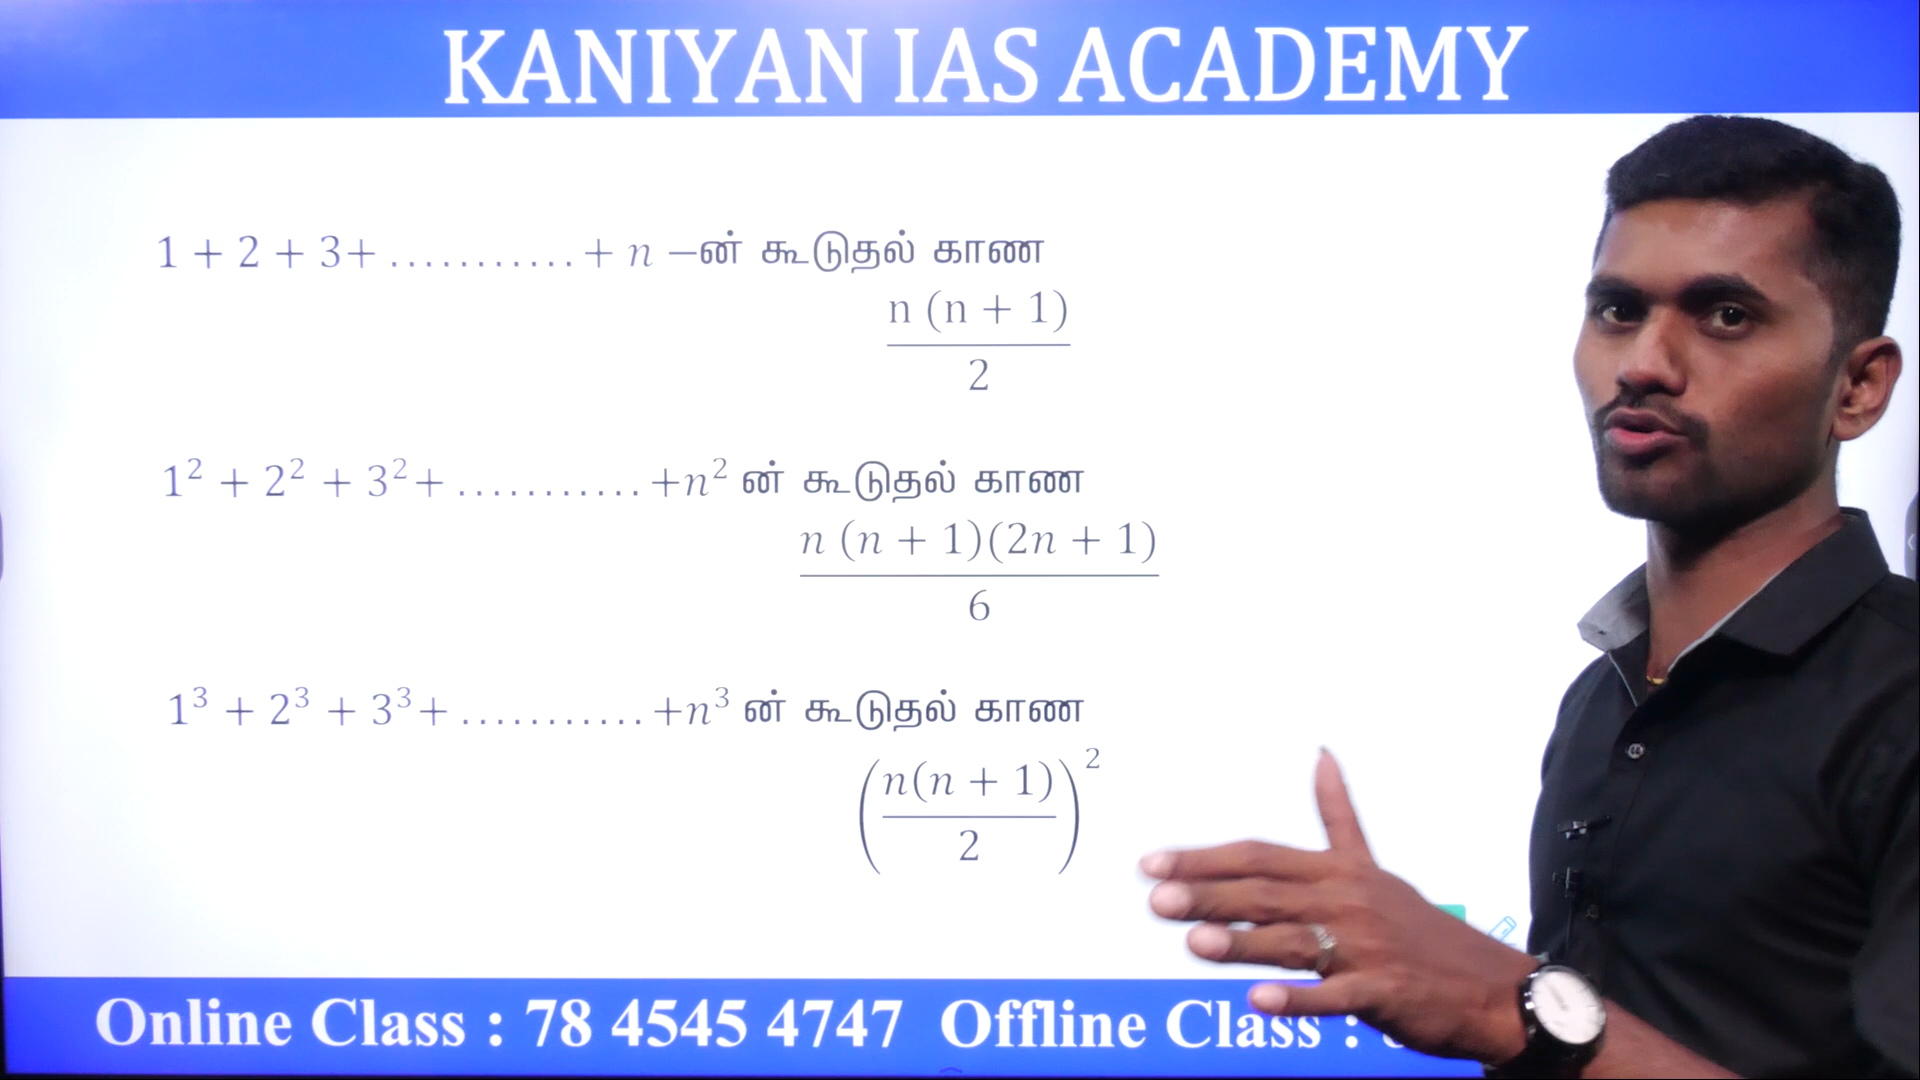 KANIYAN IAS ACADEMY
1 + 2 + 3+ ........... + n −ன் கூடுதல் காண
n (n + 1)
2
1² + 2² + 3²+ ........... +n² ன் கூடுதல் காண
n (n + 1)(2n + 1)
6
1³ + 2³ + 3³+ ........... +n³ ன் கூடுதல் காண
(n(n + 1)/2)²
Online Class : 78 4545 4747 Offline Class :